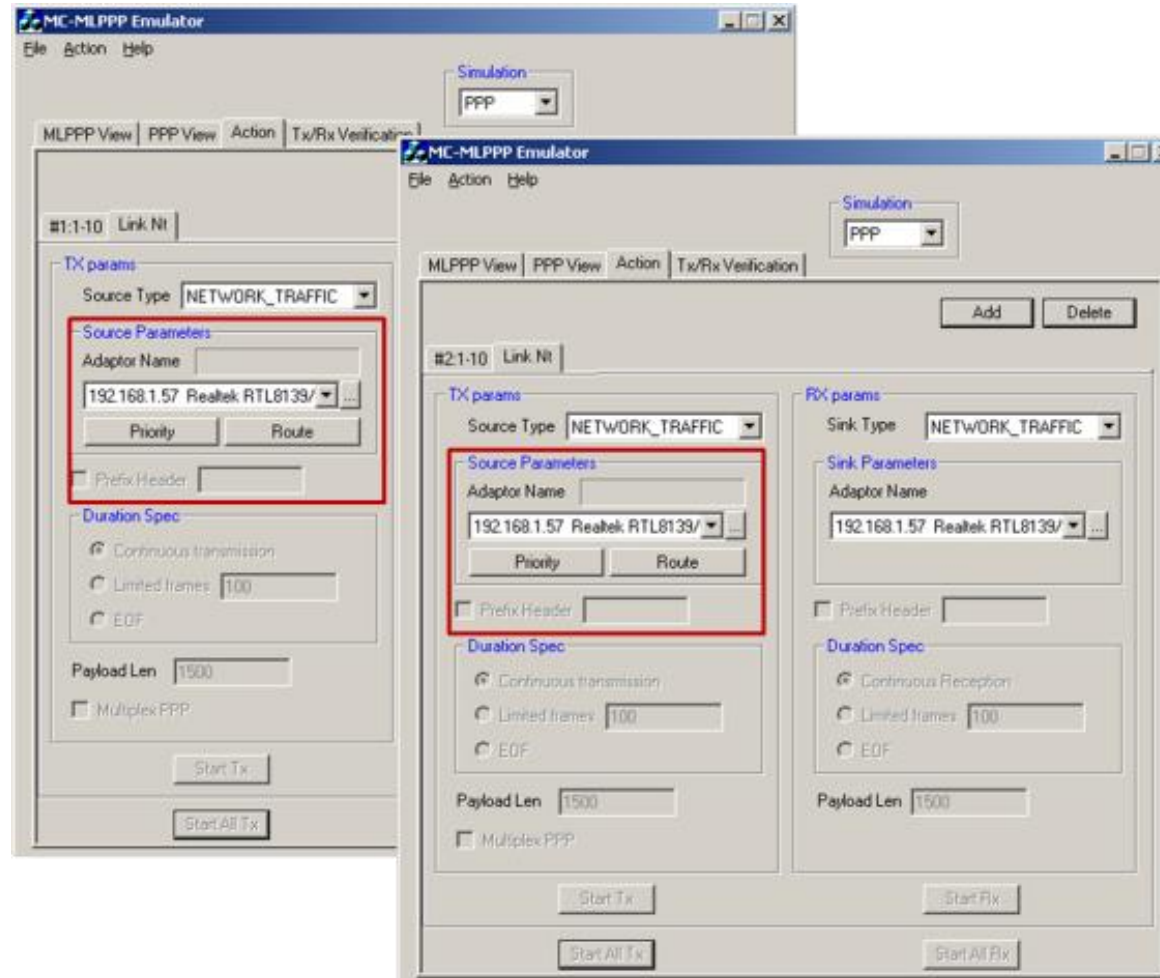 MC-MLPPP Emulator
File Action Help
Simulation
PPP
MLPPP View PPP View Action Tx/Rx Verification
#1:1-10 Link Nt
TX params
Source Type NETWORK_TRAFFIC
Source Parameters
Adaptor Name
192.168.1.57 Realtek RTL8139/ ...
Priority Route
Prefix Header
Duration Spec
Continuous transmission
Limited frames 100
EOF
Payload Len 1500
Multiplex PPP
Start Tx
Start All Tx
MC-MLPPP Emulator
File Action Help
Simulation
PPP
MLPPP View PPP View Action Tx/Rx Verification
Add Delete
#2:1-10 Link Nt
TX params
Source Type NETWORK_TRAFFIC
Source Parameters
Adaptor Name
192.168.1.57 Realtek RTL8139/ ...
Priority Route
Prefix Header
Duration Spec
Continuous transmission
Limited frames 100
EOF
Payload Len 1500
Multiplex PPP
Start Tx
Start All Tx
RX params
Sink Type NETWORK_TRAFFIC
Sink Parameters
Adaptor Name
192.168.1.57 Realtek RTL8139/ ...
Prefix Header
Duration Spec
Continuous Reception
Limited frames 100
EOF
Payload Len 1500
Start Rx
Start All Rx